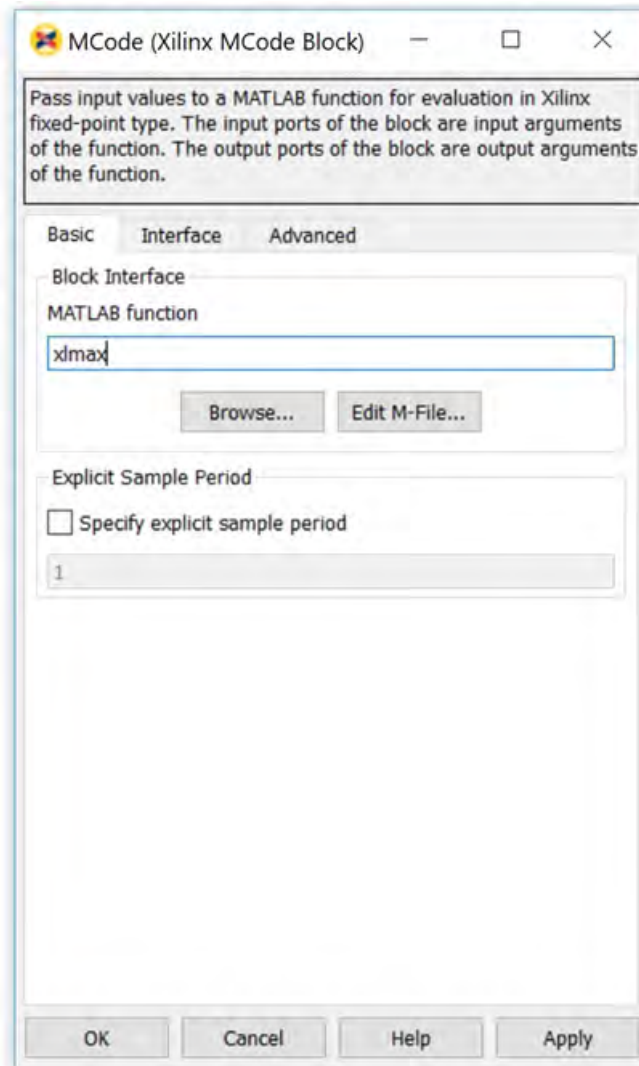 MCode (Xilinx MCode Block)
Pass input values to a MATLAB function for evaluation in Xilinx
fixed-point type. The input ports of the block are input arguments
of the function. The output ports of the block are output arguments
of the function.
Basic Interface Advanced
Block Interface
MATLAB function
xlmax
Browse... Edit M-File...
Explicit Sample Period
Specify explicit sample period
1
OK Cancel Help Apply